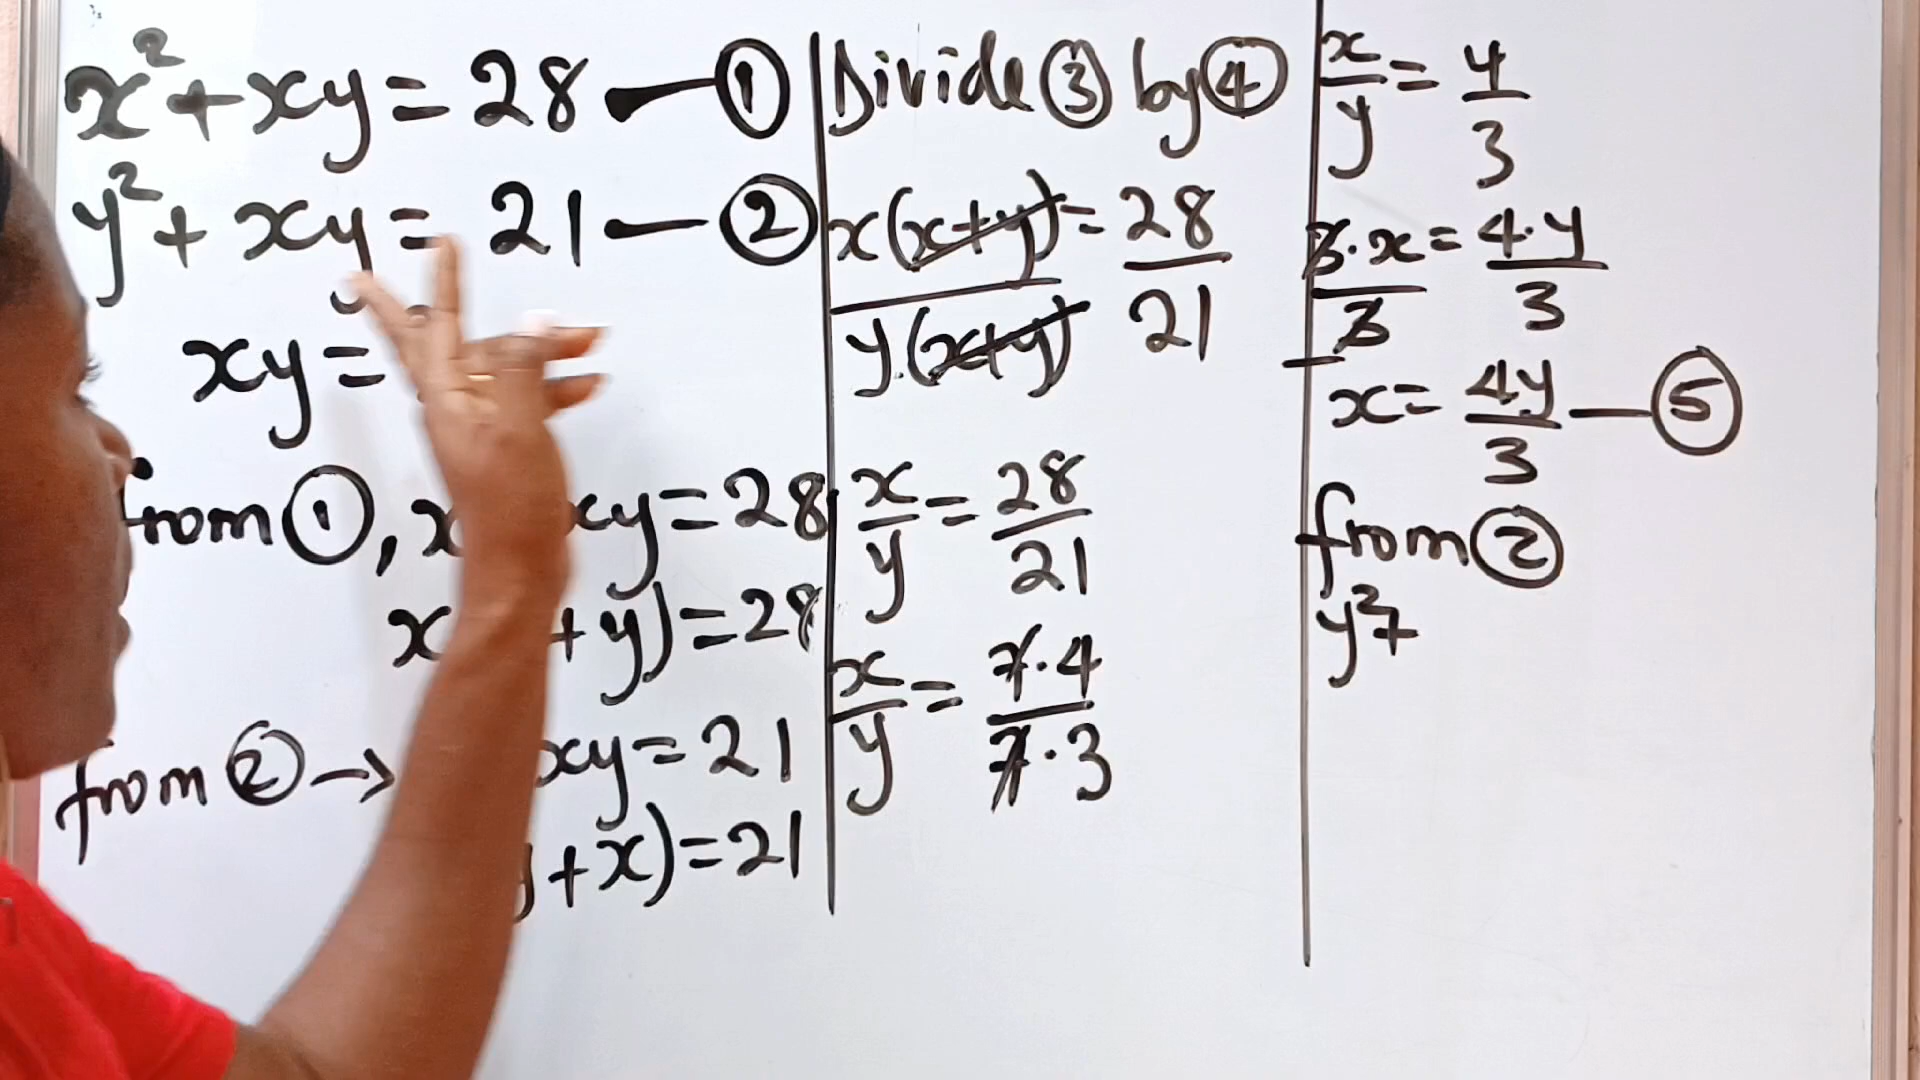 x² + xy = 28 — ①
y² + xy = 21 — ②
xy =
from ①, x xy = 28
x + y) = 28
from ② → xy = 21
y + x) = 21
Divide ③ by ④
x(x+y) / y.(x+y) = 28/21
x/y = 28/21
x/y = 7·4 / 7·3
x/y = 4/3
3·x / 3 = 4·y / 3
x = 4y/3 — ⑤
from ②
y² +